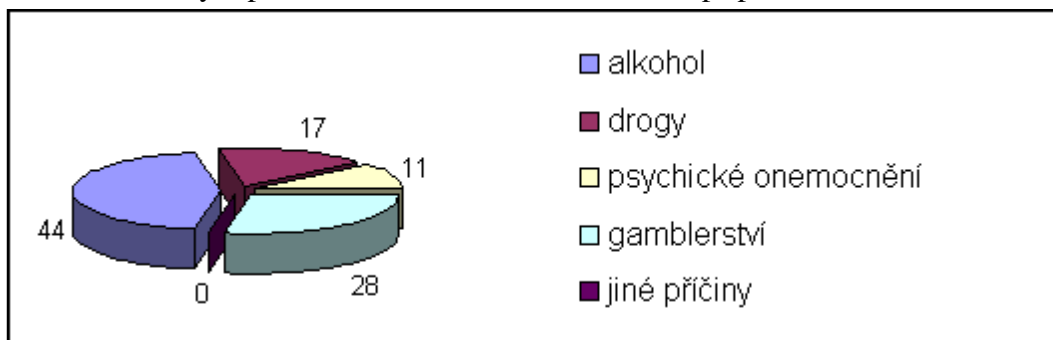 17
11
44
0
28
alkohol
drogy
psychické onemocnění
gamblerství
jiné příčiny